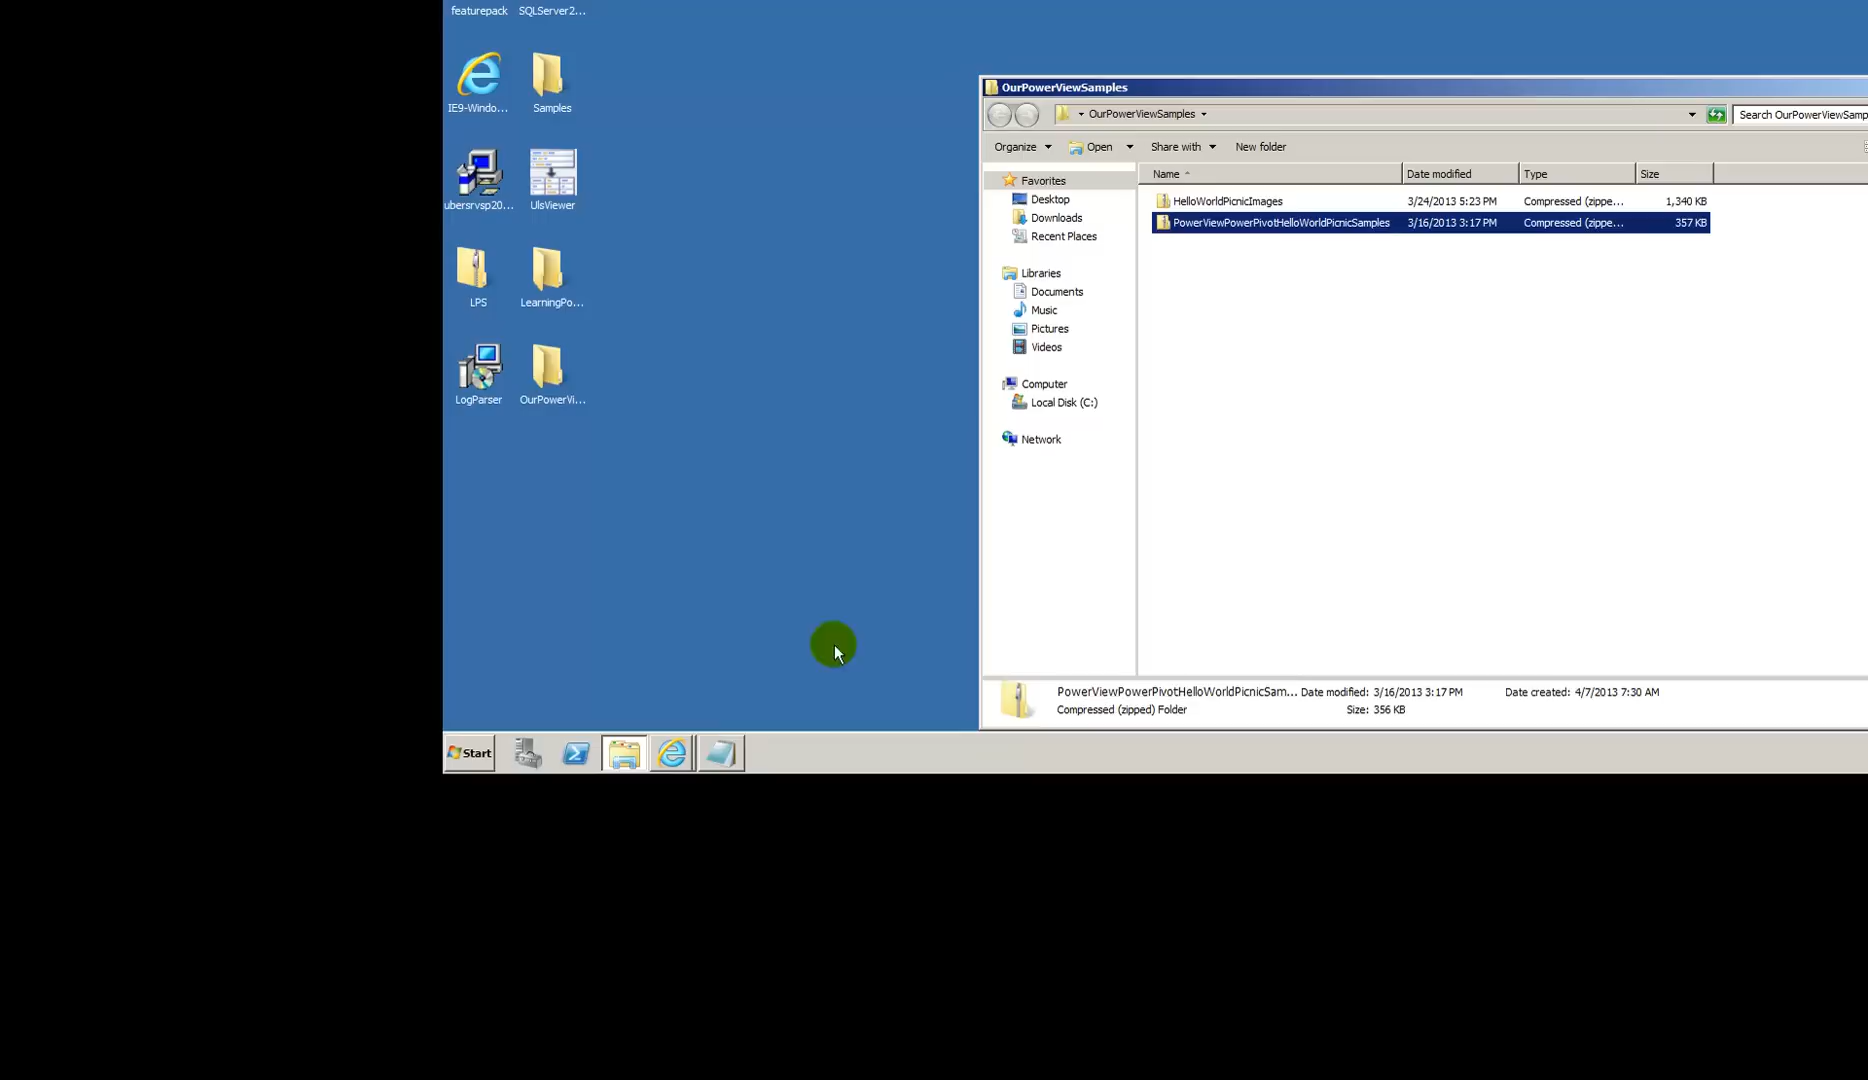 featurepack SQLServer2...
IE9-Windo... Samples
ubersrvsp20... UlsViewer
LPS LearningPo...
LogParser OurPowerVi...
OurPowerViewSamples
OurPowerViewSamples
Search OurPowerViewSamp
Organize Open Share with New folder
Favorites
Desktop
Downloads
Recent Places
Libraries
Documents
Music
Pictures
Videos
Computer
Local Disk (C:)
Network
Name Date modified Type Size
HelloWorldPicnicImages 3/24/2013 5:23 PM Compressed (zippe... 1,340 KB
PowerViewPowerPivotHelloWorldPicnicSamples 3/16/2013 3:17 PM Compressed (zippe... 357 KB
PowerViewPowerPivotHelloWorldPicnicSam... Date modified: 3/16/2013 3:17 PM Date created: 4/7/2013 7:30 AM
Compressed (zipped) Folder Size: 356 KB
Start